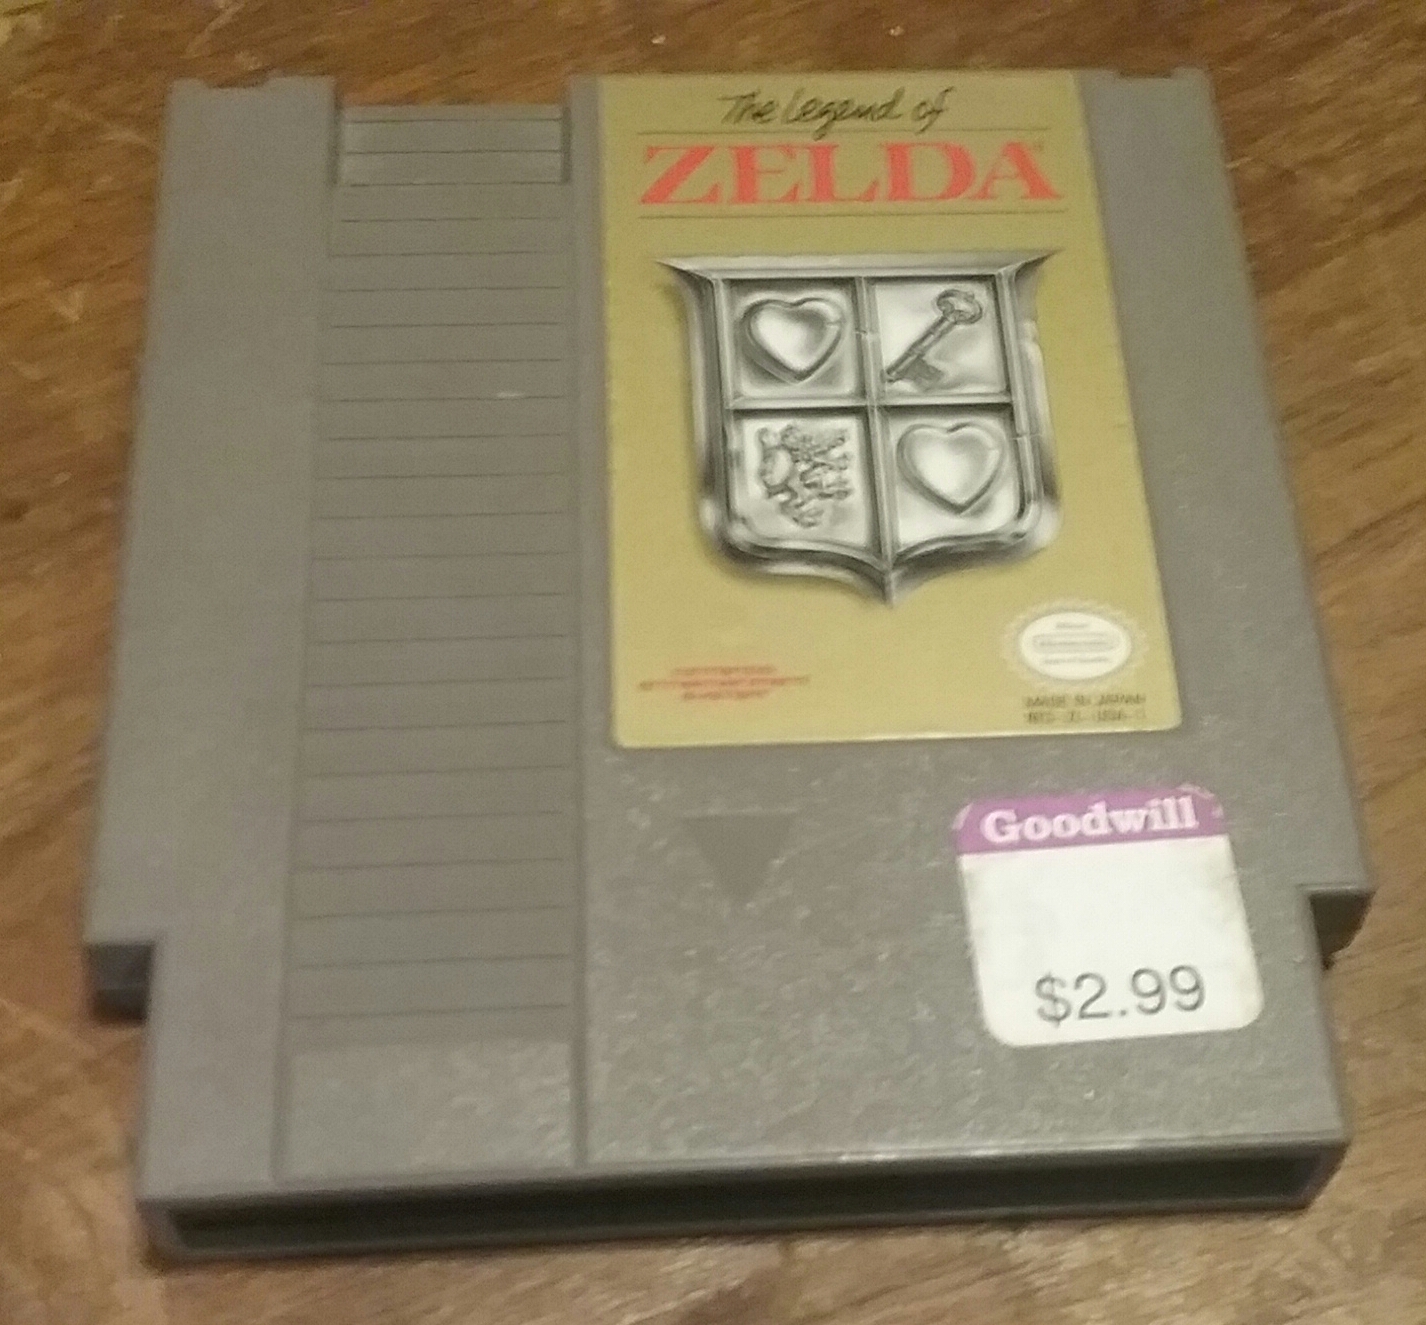 The Legend of
ZELDA
MADE IN JAPAN
Goodwill
$2.99